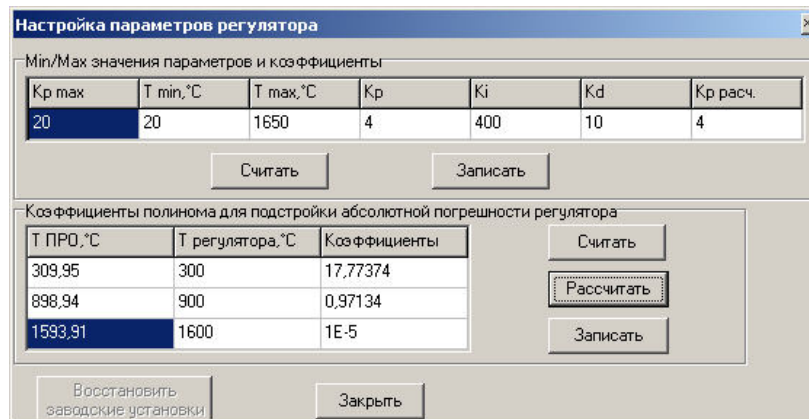 Настройка параметров регулятора
Min/Max значения параметров и коэффициенты
Kp max T min,°C T max,°C Kp Ki Kd Kp расч.
20 20 1650 4 400 10 4
Считать Записать
Коэффициенты полинома для подстройки абсолютной погрешности регулятора
Т ПРО,°C Т регулятора,°C Коэффициенты
309,95 300 17,77374
898,94 900 0,97134
1593,91 1600 1E-5
Считать
Рассчитать
Записать
Восстановить
заводские установки
Закрыть